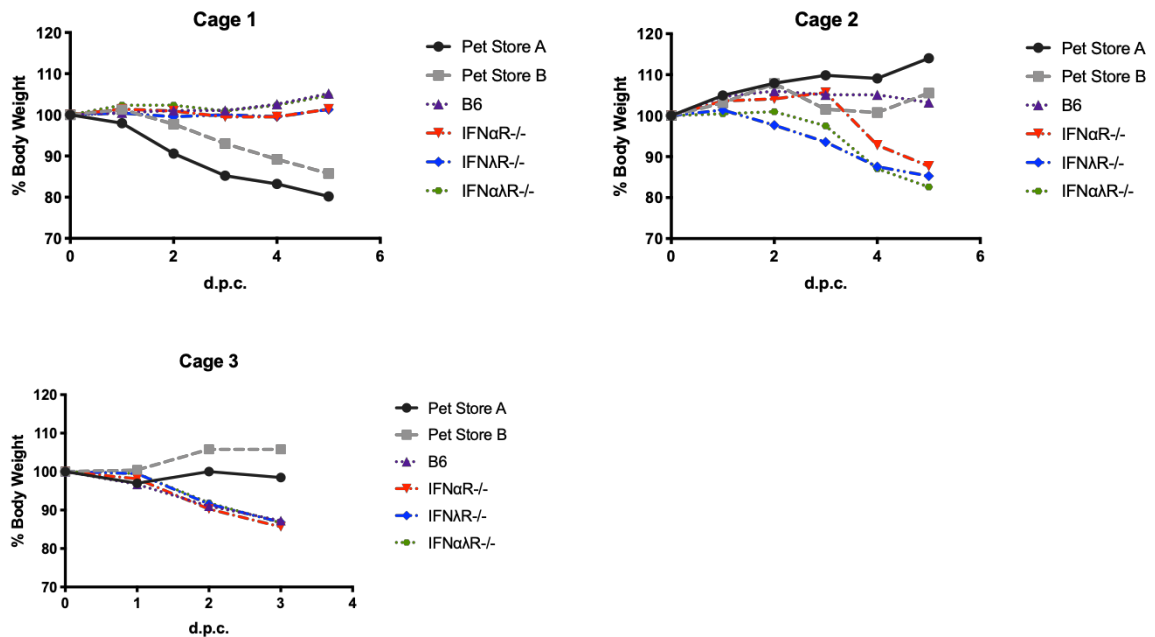 Cage 1
120
110
100
90
80
70
0
2
4
6
% Body Weight
d.p.c.
Pet Store A
Pet Store B
B6
IFNαR-/-
IFNλR-/-
IFNαλR-/-
Cage 2
120
110
100
90
80
70
0
2
4
6
% Body Weight
d.p.c.
Pet Store A
Pet Store B
B6
IFNαR-/-
IFNλR-/-
IFNαλR-/-
Cage 3
120
110
100
90
80
70
0
1
2
3
4
% Body Weight
d.p.c.
Pet Store A
Pet Store B
B6
IFNαR-/-
IFNλR-/-
IFNαλR-/-